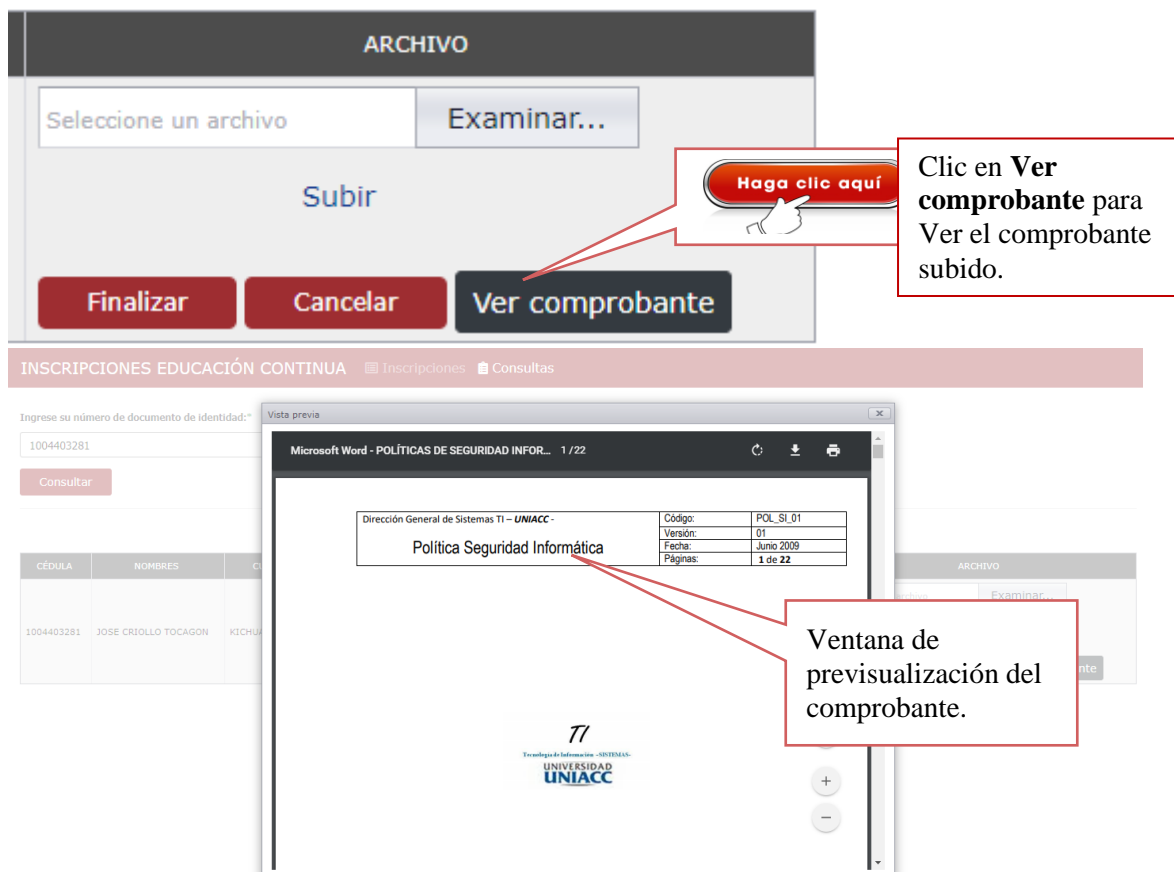 ARCHIVO
Seleccione un archivo
Examinar...
Subir
Haga clic aquí
Clic en Ver
comprobante para
Ver el comprobante
subido.
Finalizar
Cancelar
Ver comprobante
INSCRIPCIONES EDUCACIÓN CONTINUA
Inscripciones
Consultas
Ingrese su número de documento de identidad:*
1004403281
Consultar
Vista previa
Microsoft Word - POLÍTICAS DE SEGURIDAD INFOR... 1 / 22
Dirección General de Sistemas TI – UNIACC -
Política Seguridad Informática
Código: POL_SI_01
Versión: 01
Fecha: Junio 2009
Páginas: 1 de 22
CÉDULA
NOMBRES
ARCHIVO
Examinar...
1004403281
JOSE CRIOLLO TOCAGON
Ventana de
previsualización del
comprobante.
TI
Tecnología de Información -SISTEMAS-
UNIVERSIDAD
UNIACC